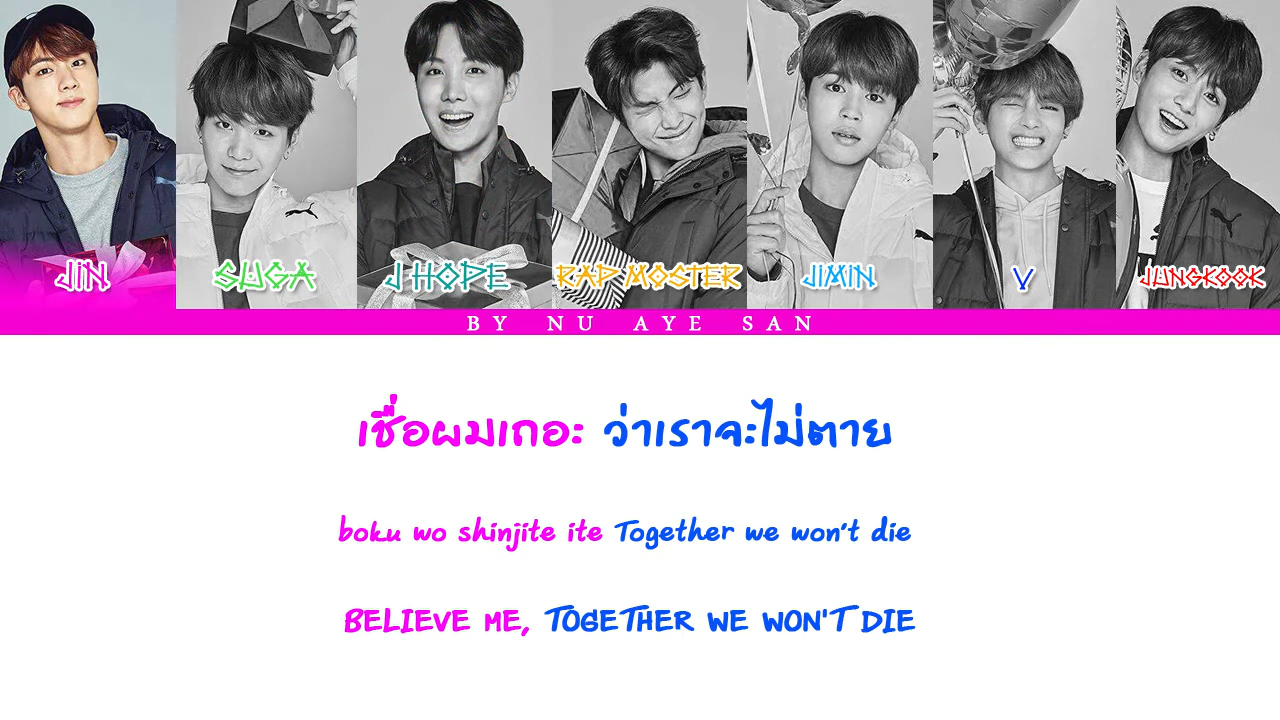 JIN SUGA J HOPE RAP MOSTER JIMIN V JUNGKOOK
BY NU AYE SAN
เชื่อผมเถอะ ว่าเราจะไม่ตาย
boku wo shinjite ite Together we won't die
BELIEVE ME, TOGETHER WE WON'T DIE